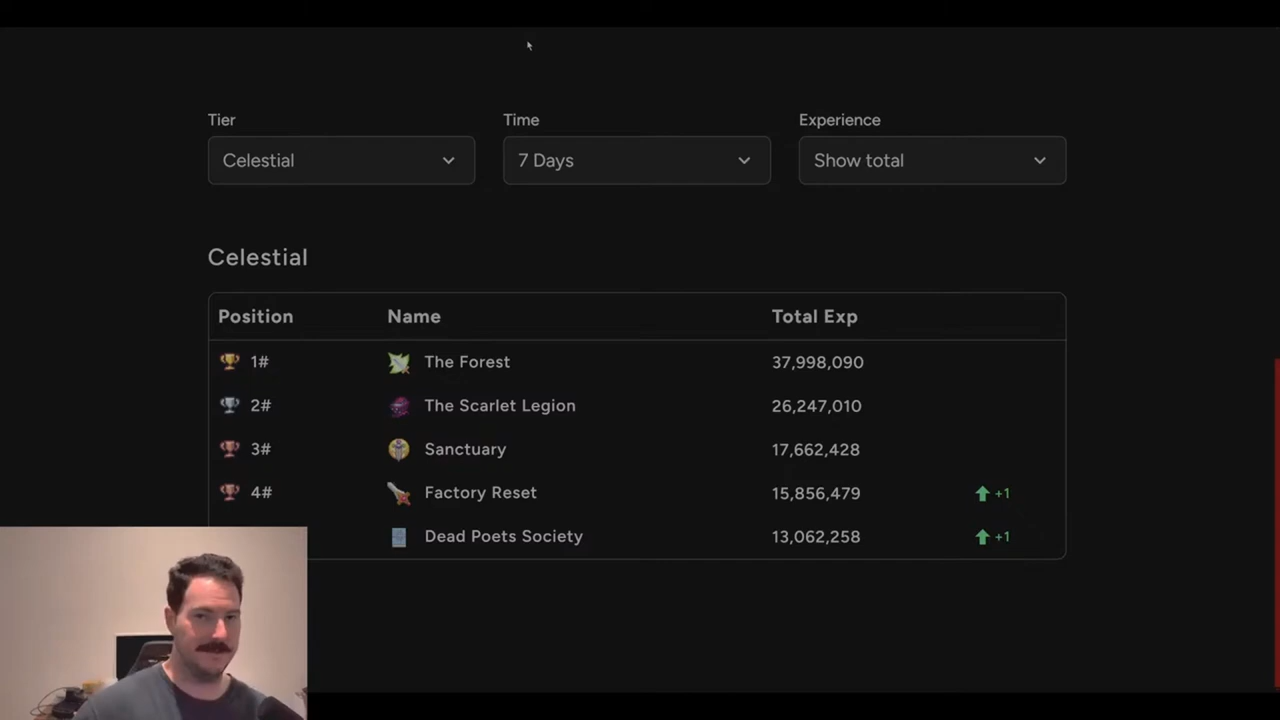 Tier Time Experience
Celestial 7 Days Show total
Celestial
Position Name Total Exp
1# The Forest 37,998,090
2# The Scarlet Legion 26,247,010
3# Sanctuary 17,662,428
4# Factory Reset 15,856,479 +1
Dead Poets Society 13,062,258 +1